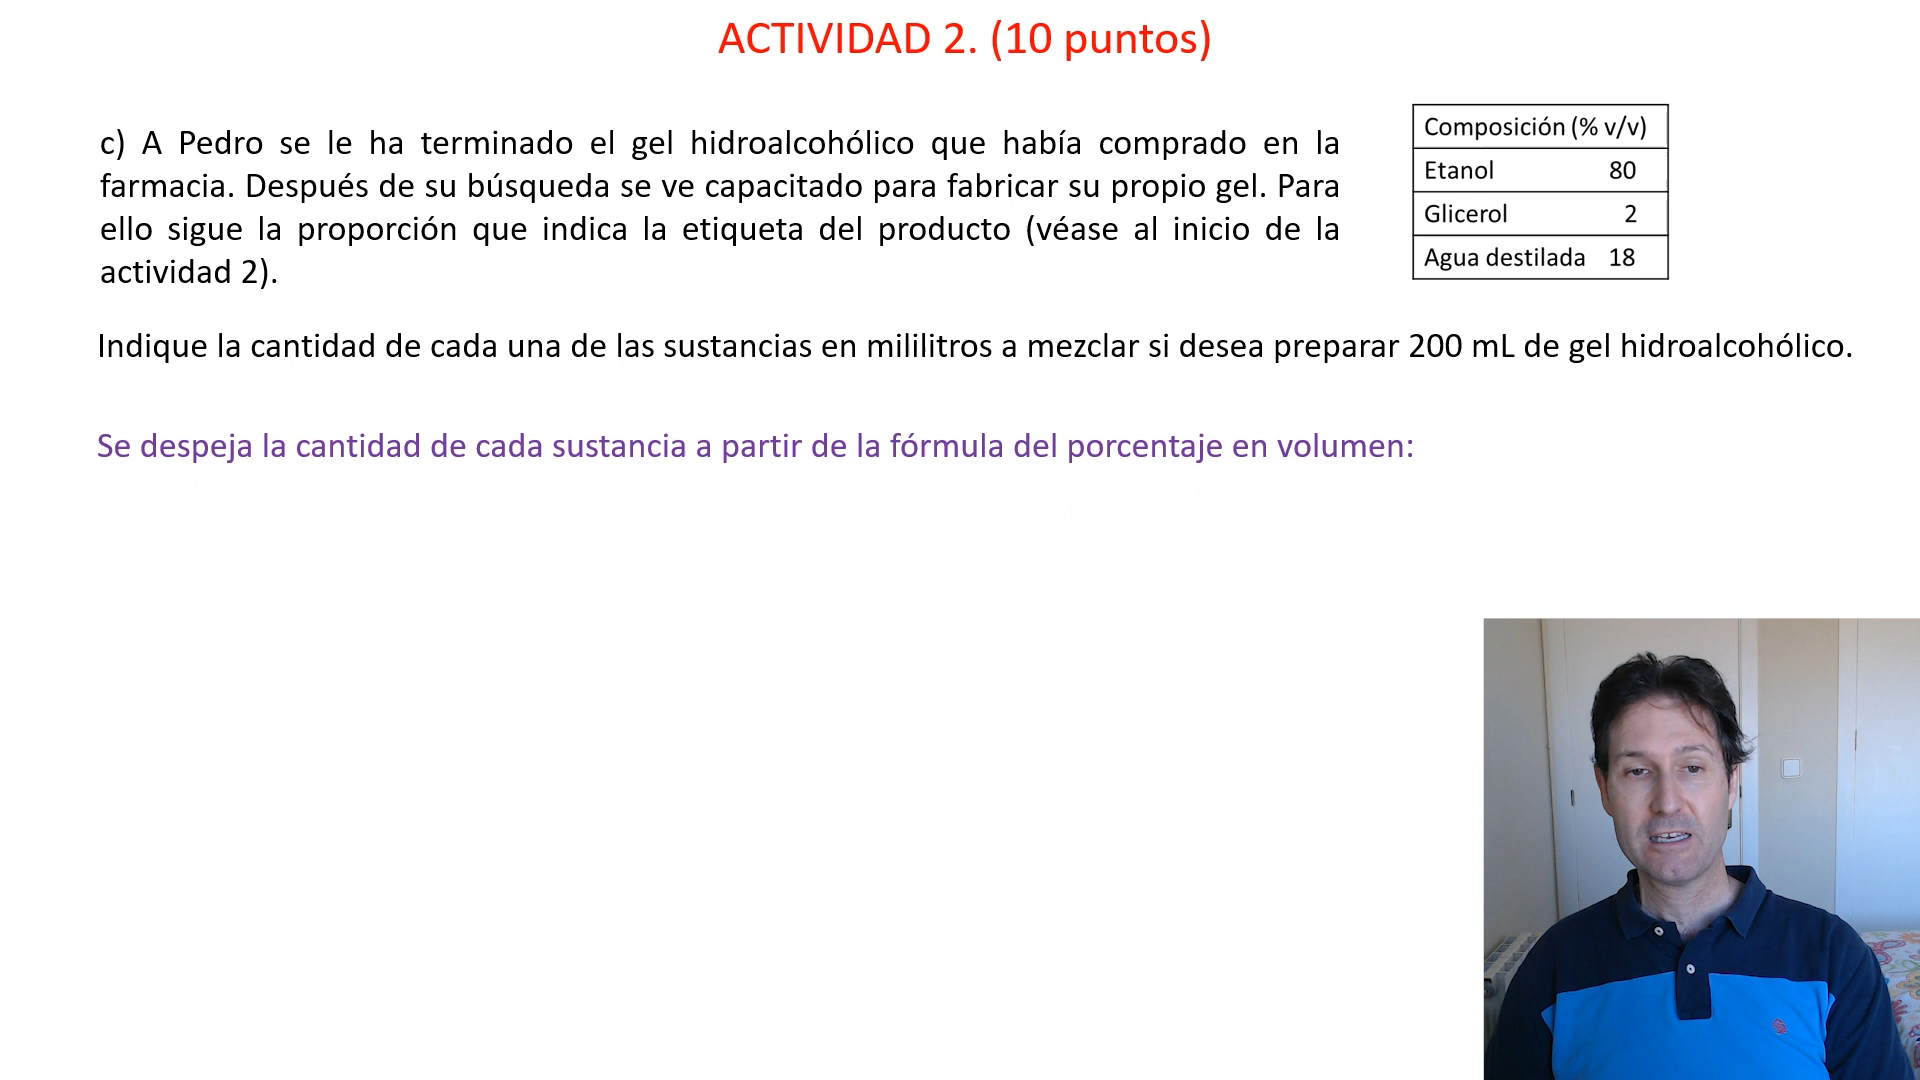 ACTIVIDAD 2. (10 puntos)
c) A Pedro se le ha terminado el gel hidroalcohólico que había comprado en la
farmacia. Después de su búsqueda se ve capacitado para fabricar su propio gel. Para
ello sigue la proporción que indica la etiqueta del producto (véase al inicio de la
actividad 2).
Composición (% v/v)
Etanol 80
Glicerol 2
Agua destilada 18
Indique la cantidad de cada una de las sustancias en mililitros a mezclar si desea preparar 200 mL de gel hidroalcohólico.
Se despeja la cantidad de cada sustancia a partir de la fórmula del porcentaje en volumen: